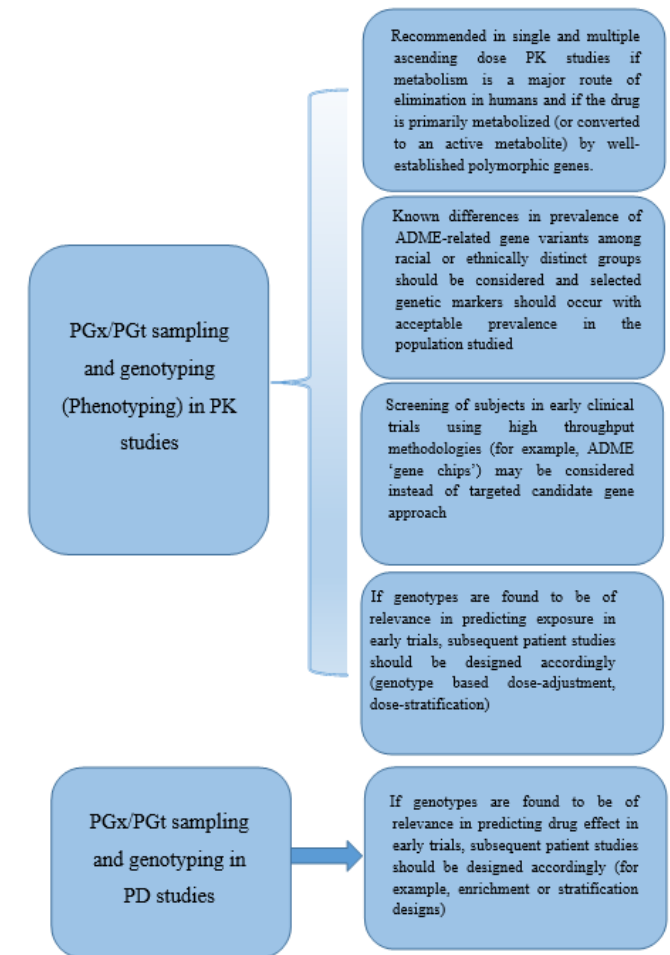 Recommended in single and multiple
ascending dose PK studies if
metabolism is a major route of
elimination in humans and if the drug
is primarily metabolized (or converted
to an active metabolite) by well-
established polymorphic genes.
Known differences in prevalence of
ADME-related gene variants among
racial or ethnically distinct groups
should be considered and selected
genetic markers should occur with
acceptable prevalence in the
population studied
PGx/PGt sampling
and genotyping
(Phenotyping) in PK
studies
Screening of subjects in early clinical
trials using high throughput
methodologies (for example, ADME
‘gene chips’) may be considered
instead of targeted candidate gene
approach
If genotypes are found to be of
relevance in predicting exposure in
early trials, subsequent patient studies
should be designed accordingly
(genotype based dose-adjustment,
dose-stratification)
PGx/PGt sampling
and genotyping in
PD studies
If genotypes are found to be of
relevance in predicting drug effect in
early trials, subsequent patient studies
should be designed accordingly (for
example, enrichment or stratification
designs)